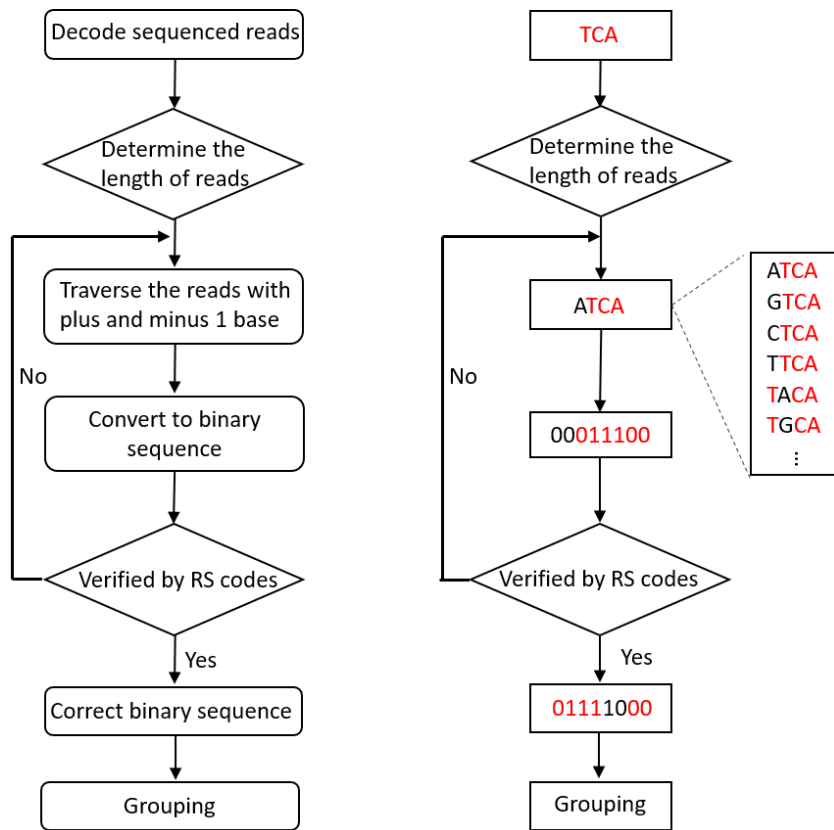 Decode sequenced reads
Determine the
length of reads
Traverse the reads with
plus and minus 1 base
No
Convert to binary
sequence
Verified by RS codes
Yes
Correct binary sequence
Grouping
TCA
Determine the
length of reads
ATCA
No
00011100
Verified by RS codes
Yes
01111000
Grouping
ATCA
GTCA
CTCA
TTCA
TACA
TGCA
⋮